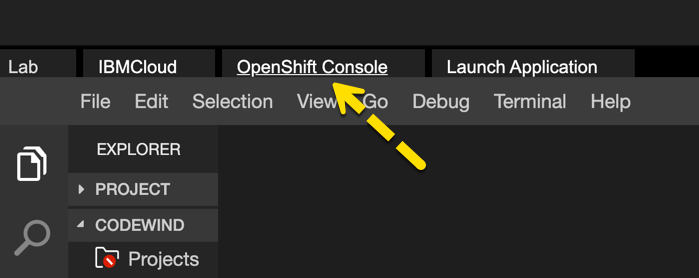 Lab IBMCloud OpenShift Console Launch Application
File Edit Selection View Go Debug Terminal Help
EXPLORER
PROJECT
CODEWIND
Projects